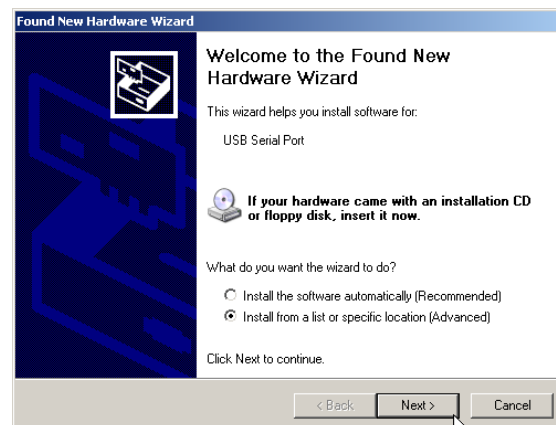 Found New Hardware Wizard
Welcome to the Found New
Hardware Wizard
This wizard helps you install software for:
USB Serial Port
If your hardware came with an installation CD
or floppy disk, insert it now.
What do you want the wizard to do?
Install the software automatically (Recommended)
Install from a list or specific location (Advanced)
Click Next to continue.
< Back Next > Cancel